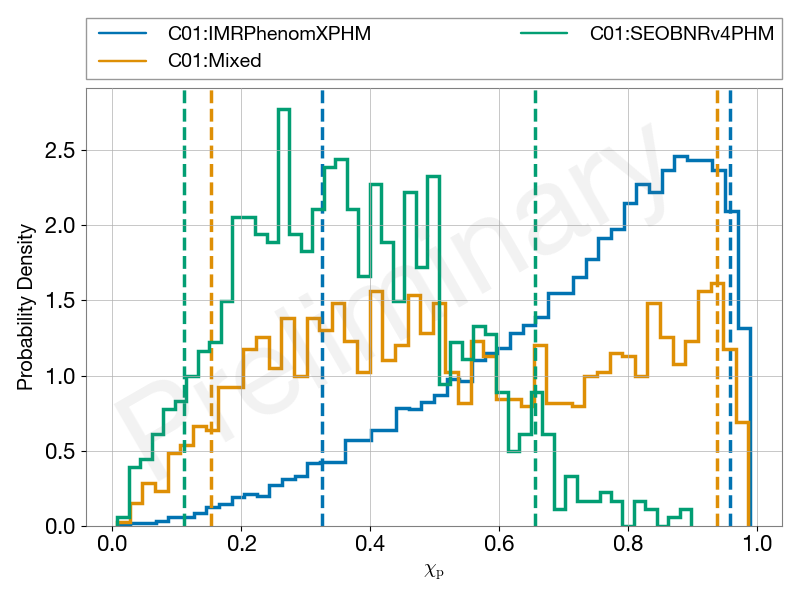 C01:IMRPhenomXPHM
C01:SEOBNRv4PHM
C01:Mixed
Preliminary
Probability Density
2.5
2.0
1.5
1.0
0.5
0.0
0.0 0.2 0.4 0.6 0.8 1.0
χp